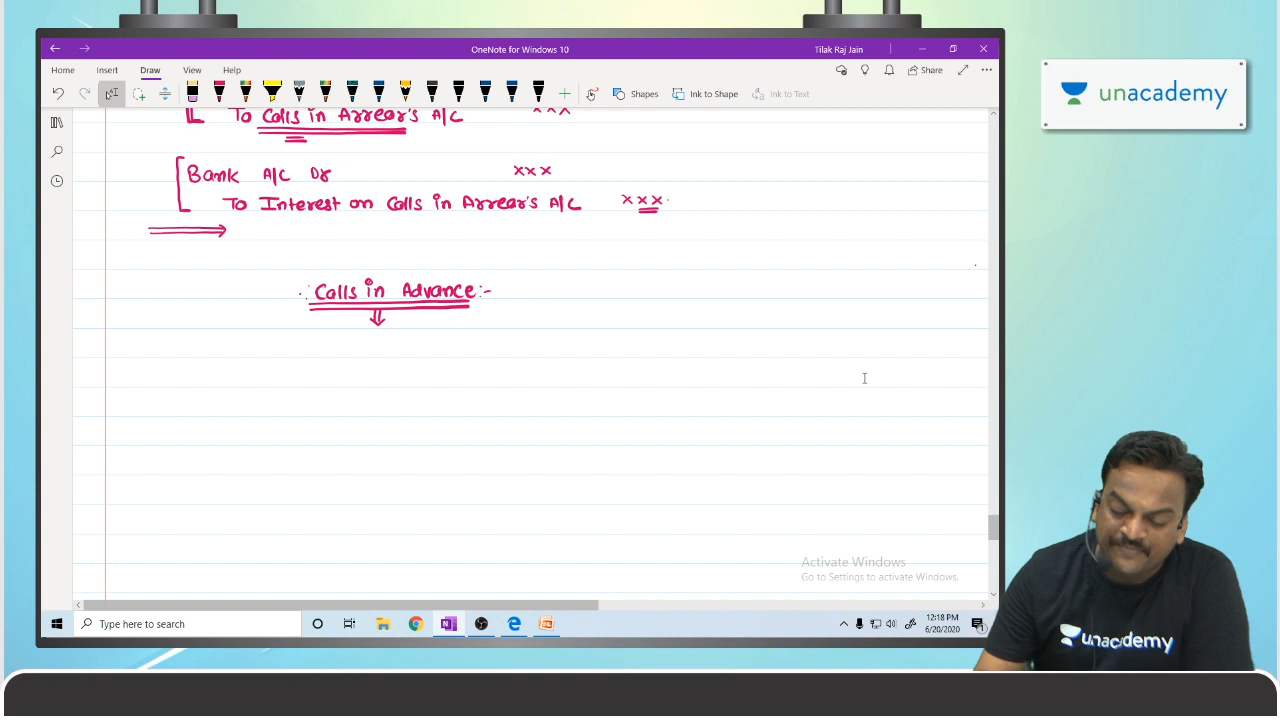 OneNote for Windows 10
Tilak Raj Jain
Home Insert Draw View Help
Share
Shapes Ink to Shape Ink to Text
To Calls in Arrear's A/C xxx
Bank A/C Dr xxx
To Interest on Calls in Arrear's A/C xxx
Calls in Advance:-
Activate Windows
Go to Settings to activate Windows.
Type here to search
12:18 PM
6/20/2020
1
unacademy
unacademy